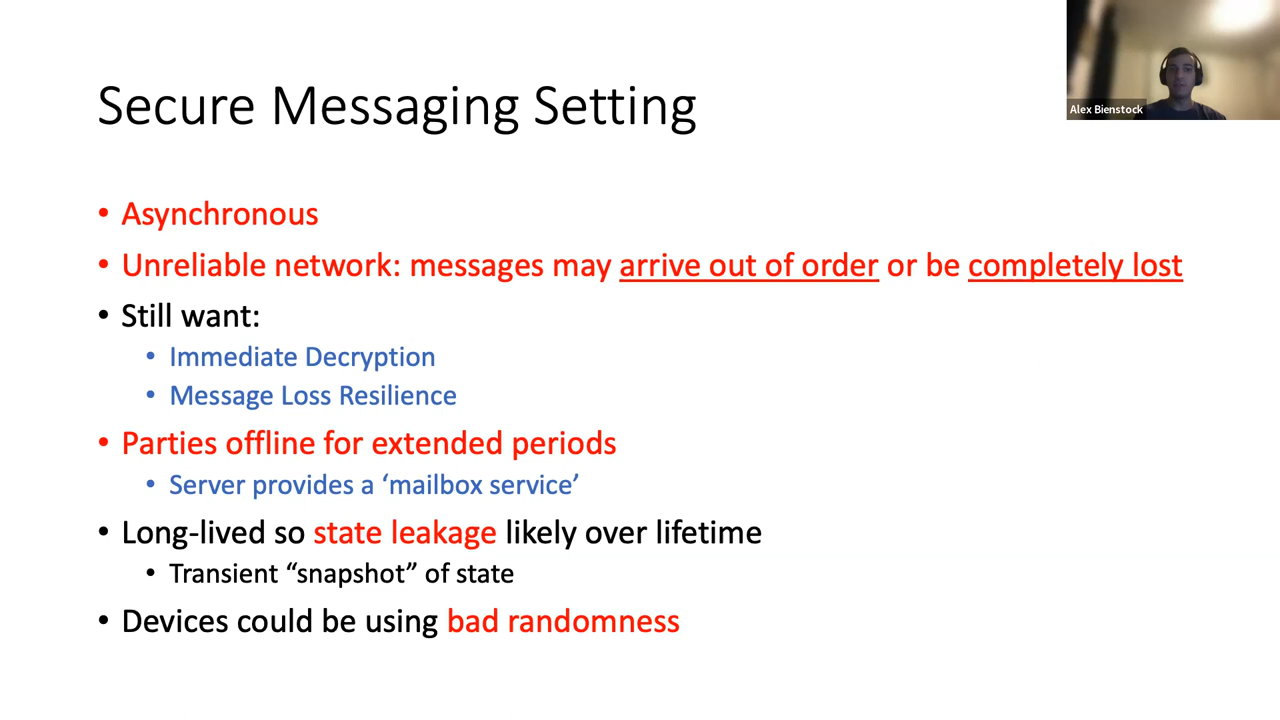 Secure Messaging Setting
Alex Bienstock
• Asynchronous
• Unreliable network: messages may arrive out of order or be completely lost
• Still want:
• Immediate Decryption
• Message Loss Resilience
• Parties offline for extended periods
• Server provides a ‘mailbox service’
• Long-lived so state leakage likely over lifetime
• Transient “snapshot” of state
• Devices could be using bad randomness